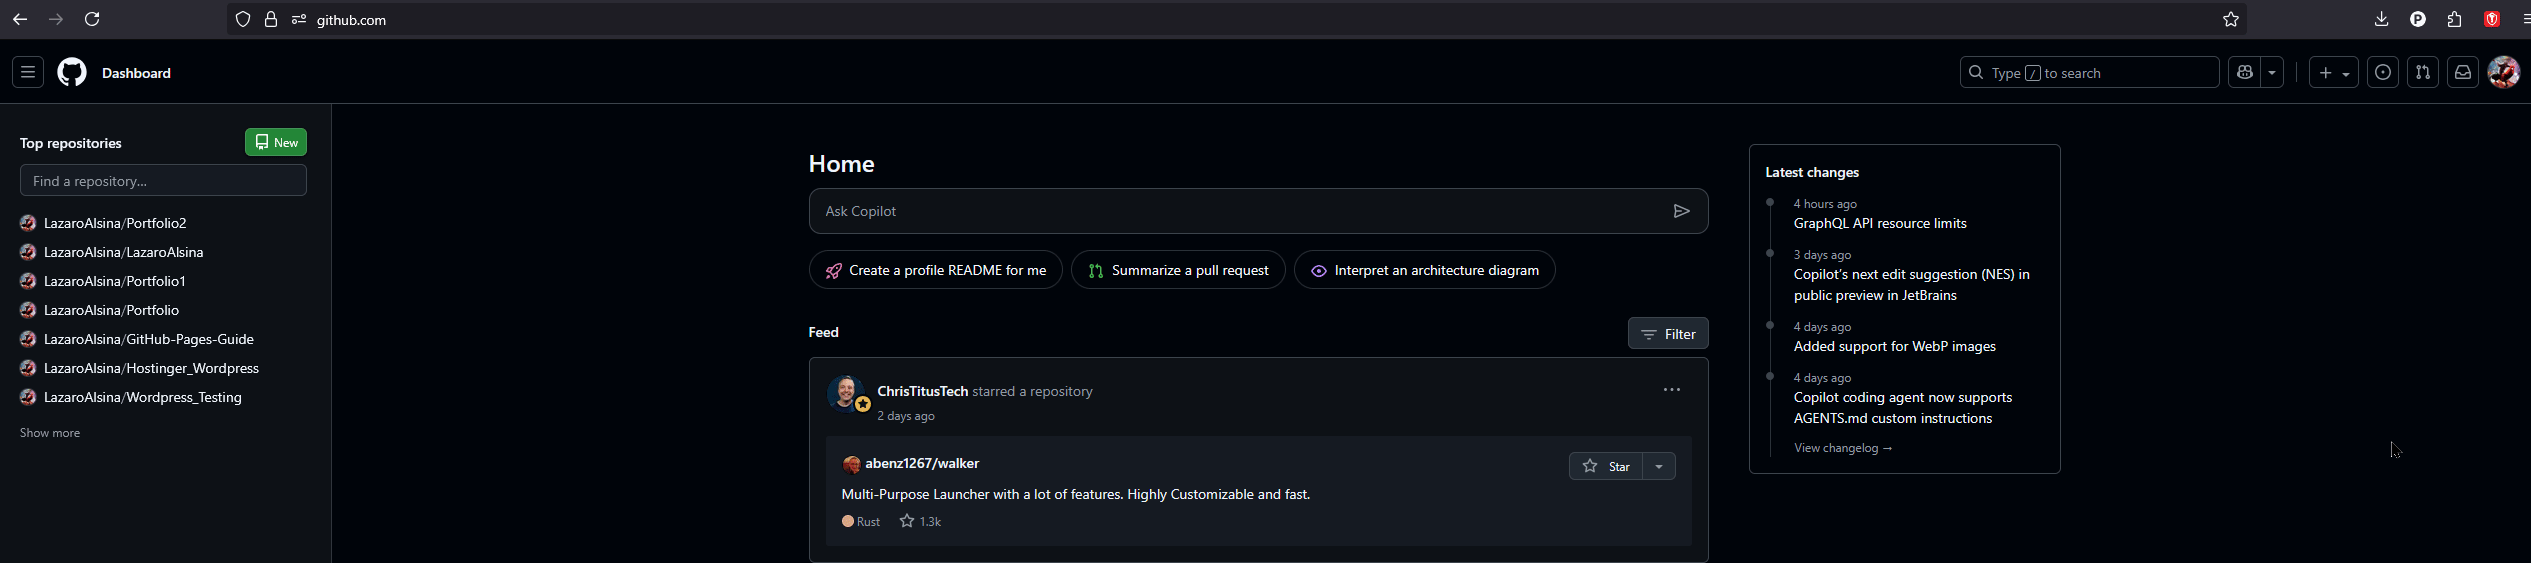 github.com
Dashboard
Type / to search
Top repositories
New
Find a repository...
LazaroAlsina/Portfolio2
LazaroAlsina/LazaroAlsina
LazaroAlsina/Portfolio1
LazaroAlsina/Portfolio
LazaroAlsina/GitHub-Pages-Guide
LazaroAlsina/Hostinger_Wordpress
LazaroAlsina/Wordpress_Testing
Show more
Home
Ask Copilot
Create a profile README for me
Summarize a pull request
Interpret an architecture diagram
Feed
Filter
ChrisTitusTech starred a repository
2 days ago
abenz1267/walker
Star
Multi-Purpose Launcher with a lot of features. Highly Customizable and fast.
Rust 1.3k
Latest changes
4 hours ago
GraphQL API resource limits
3 days ago
Copilot’s next edit suggestion (NES) in
public preview in JetBrains
4 days ago
Added support for WebP images
4 days ago
Copilot coding agent now supports
AGENTS.md custom instructions
View changelog →